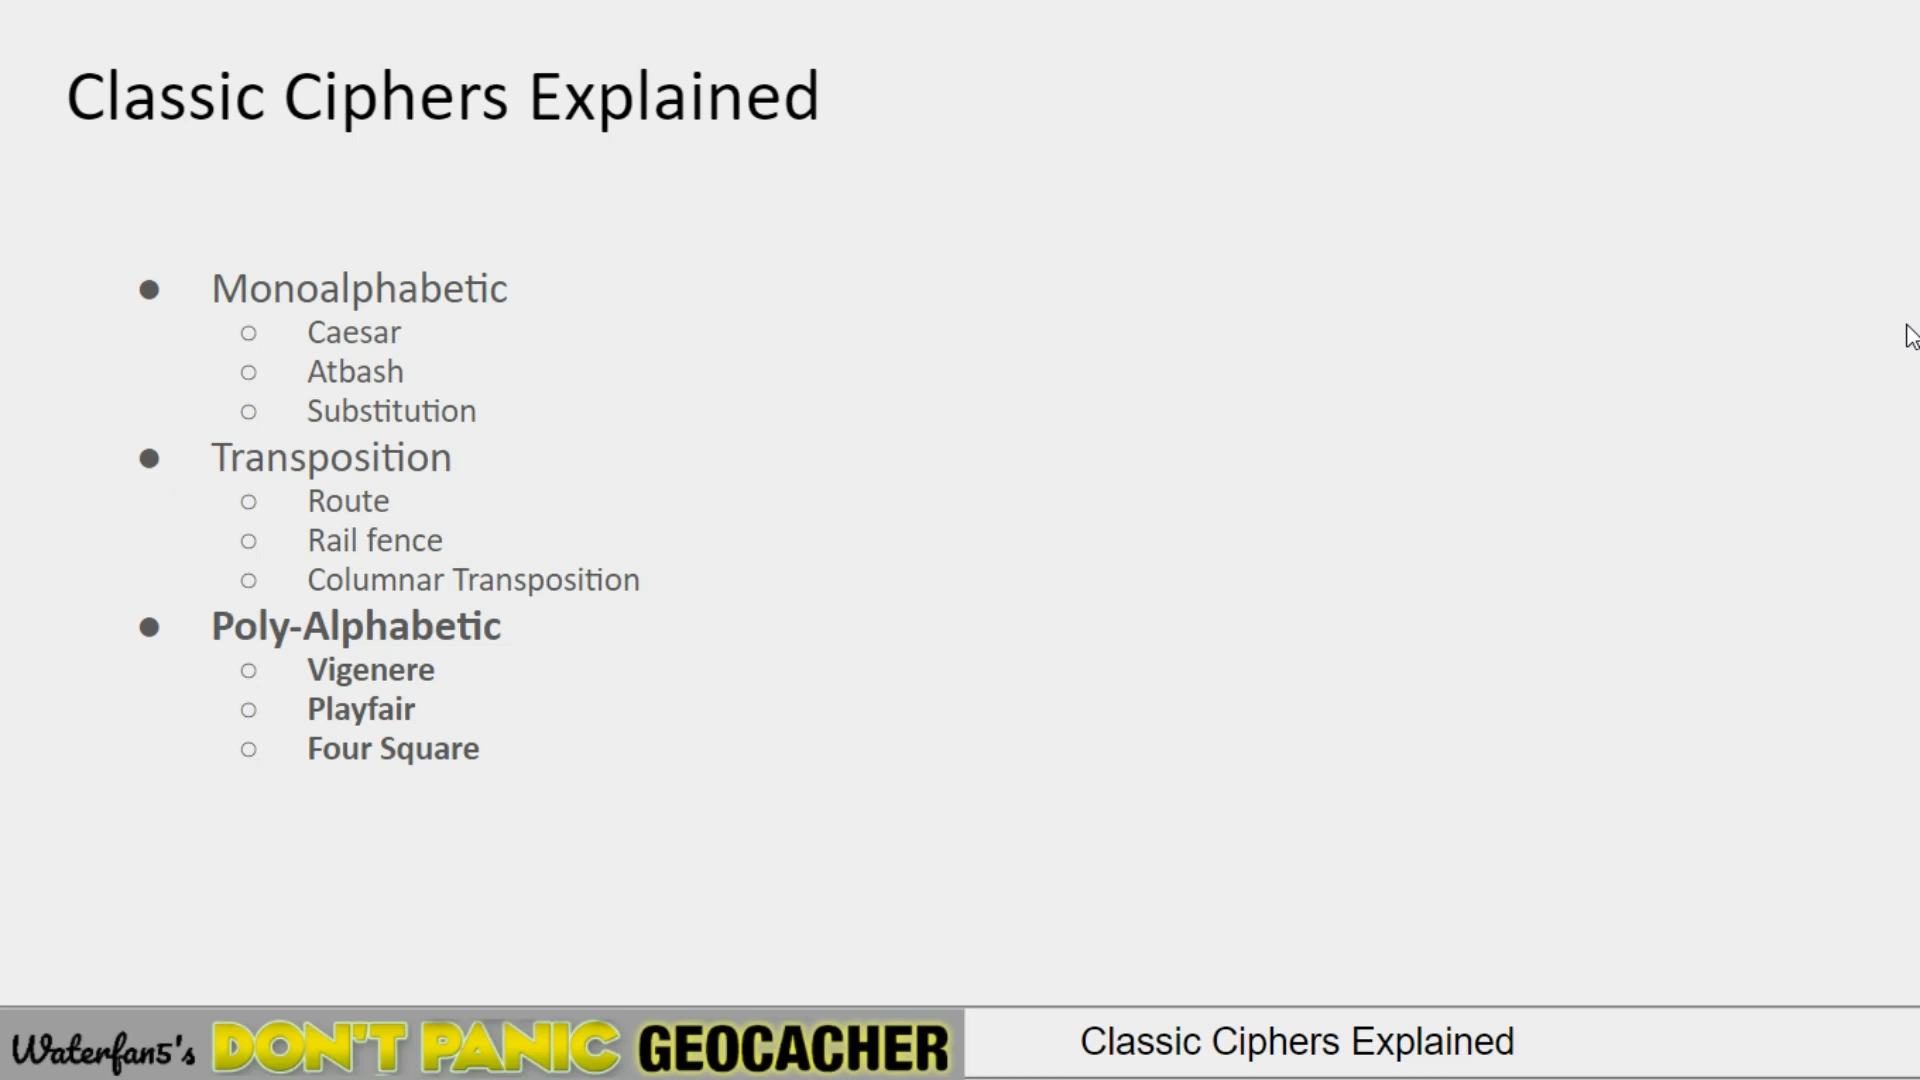 Classic Ciphers Explained
● Monoalphabetic
○ Caesar
○ Atbash
○ Substitution
● Transposition
○ Route
○ Rail fence
○ Columnar Transposition
● Poly-Alphabetic
○ Vigenere
○ Playfair
○ Four Square
Waterfan5's DON'T PANIC GEOCACHER Classic Ciphers Explained